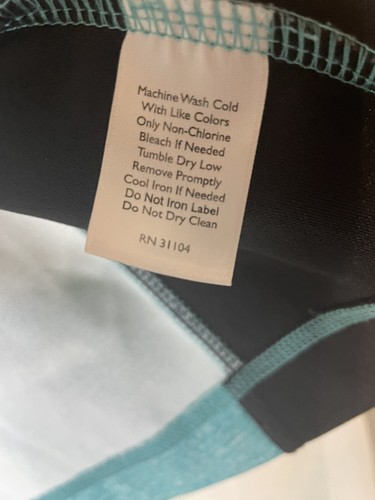 Machine Wash Cold
With Like Colors
Only Non-Chlorine
Bleach If Needed
Tumble Dry Low
Remove Promptly
Cool Iron If Needed
Do Not Iron Label
Do Not Dry Clean
RN 31104